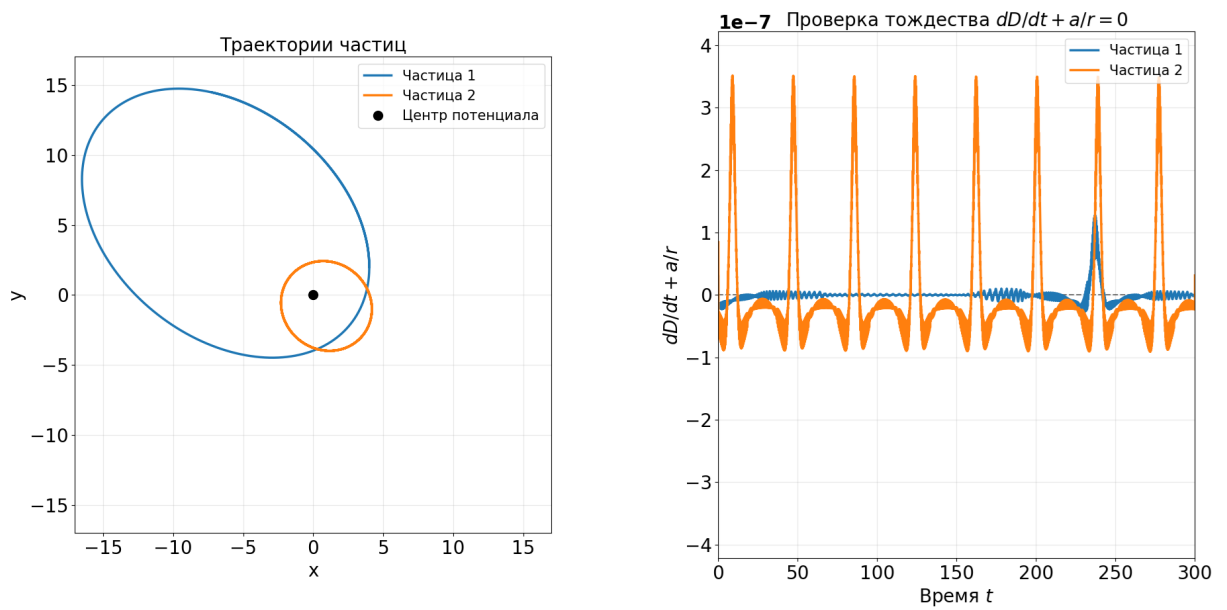 Траектории частиц
Частица 1
Частица 2
Центр потенциала
15
10
5
0
−5
−10
−15
y
−15 −10 −5 0 5 10 15
x
1e−7 Проверка тождества dD/dt + a/r = 0
Частица 1
Частица 2
4
3
2
1
0
−1
−2
−3
−4
dD/dt + a/r
0 50 100 150 200 250 300
Время t